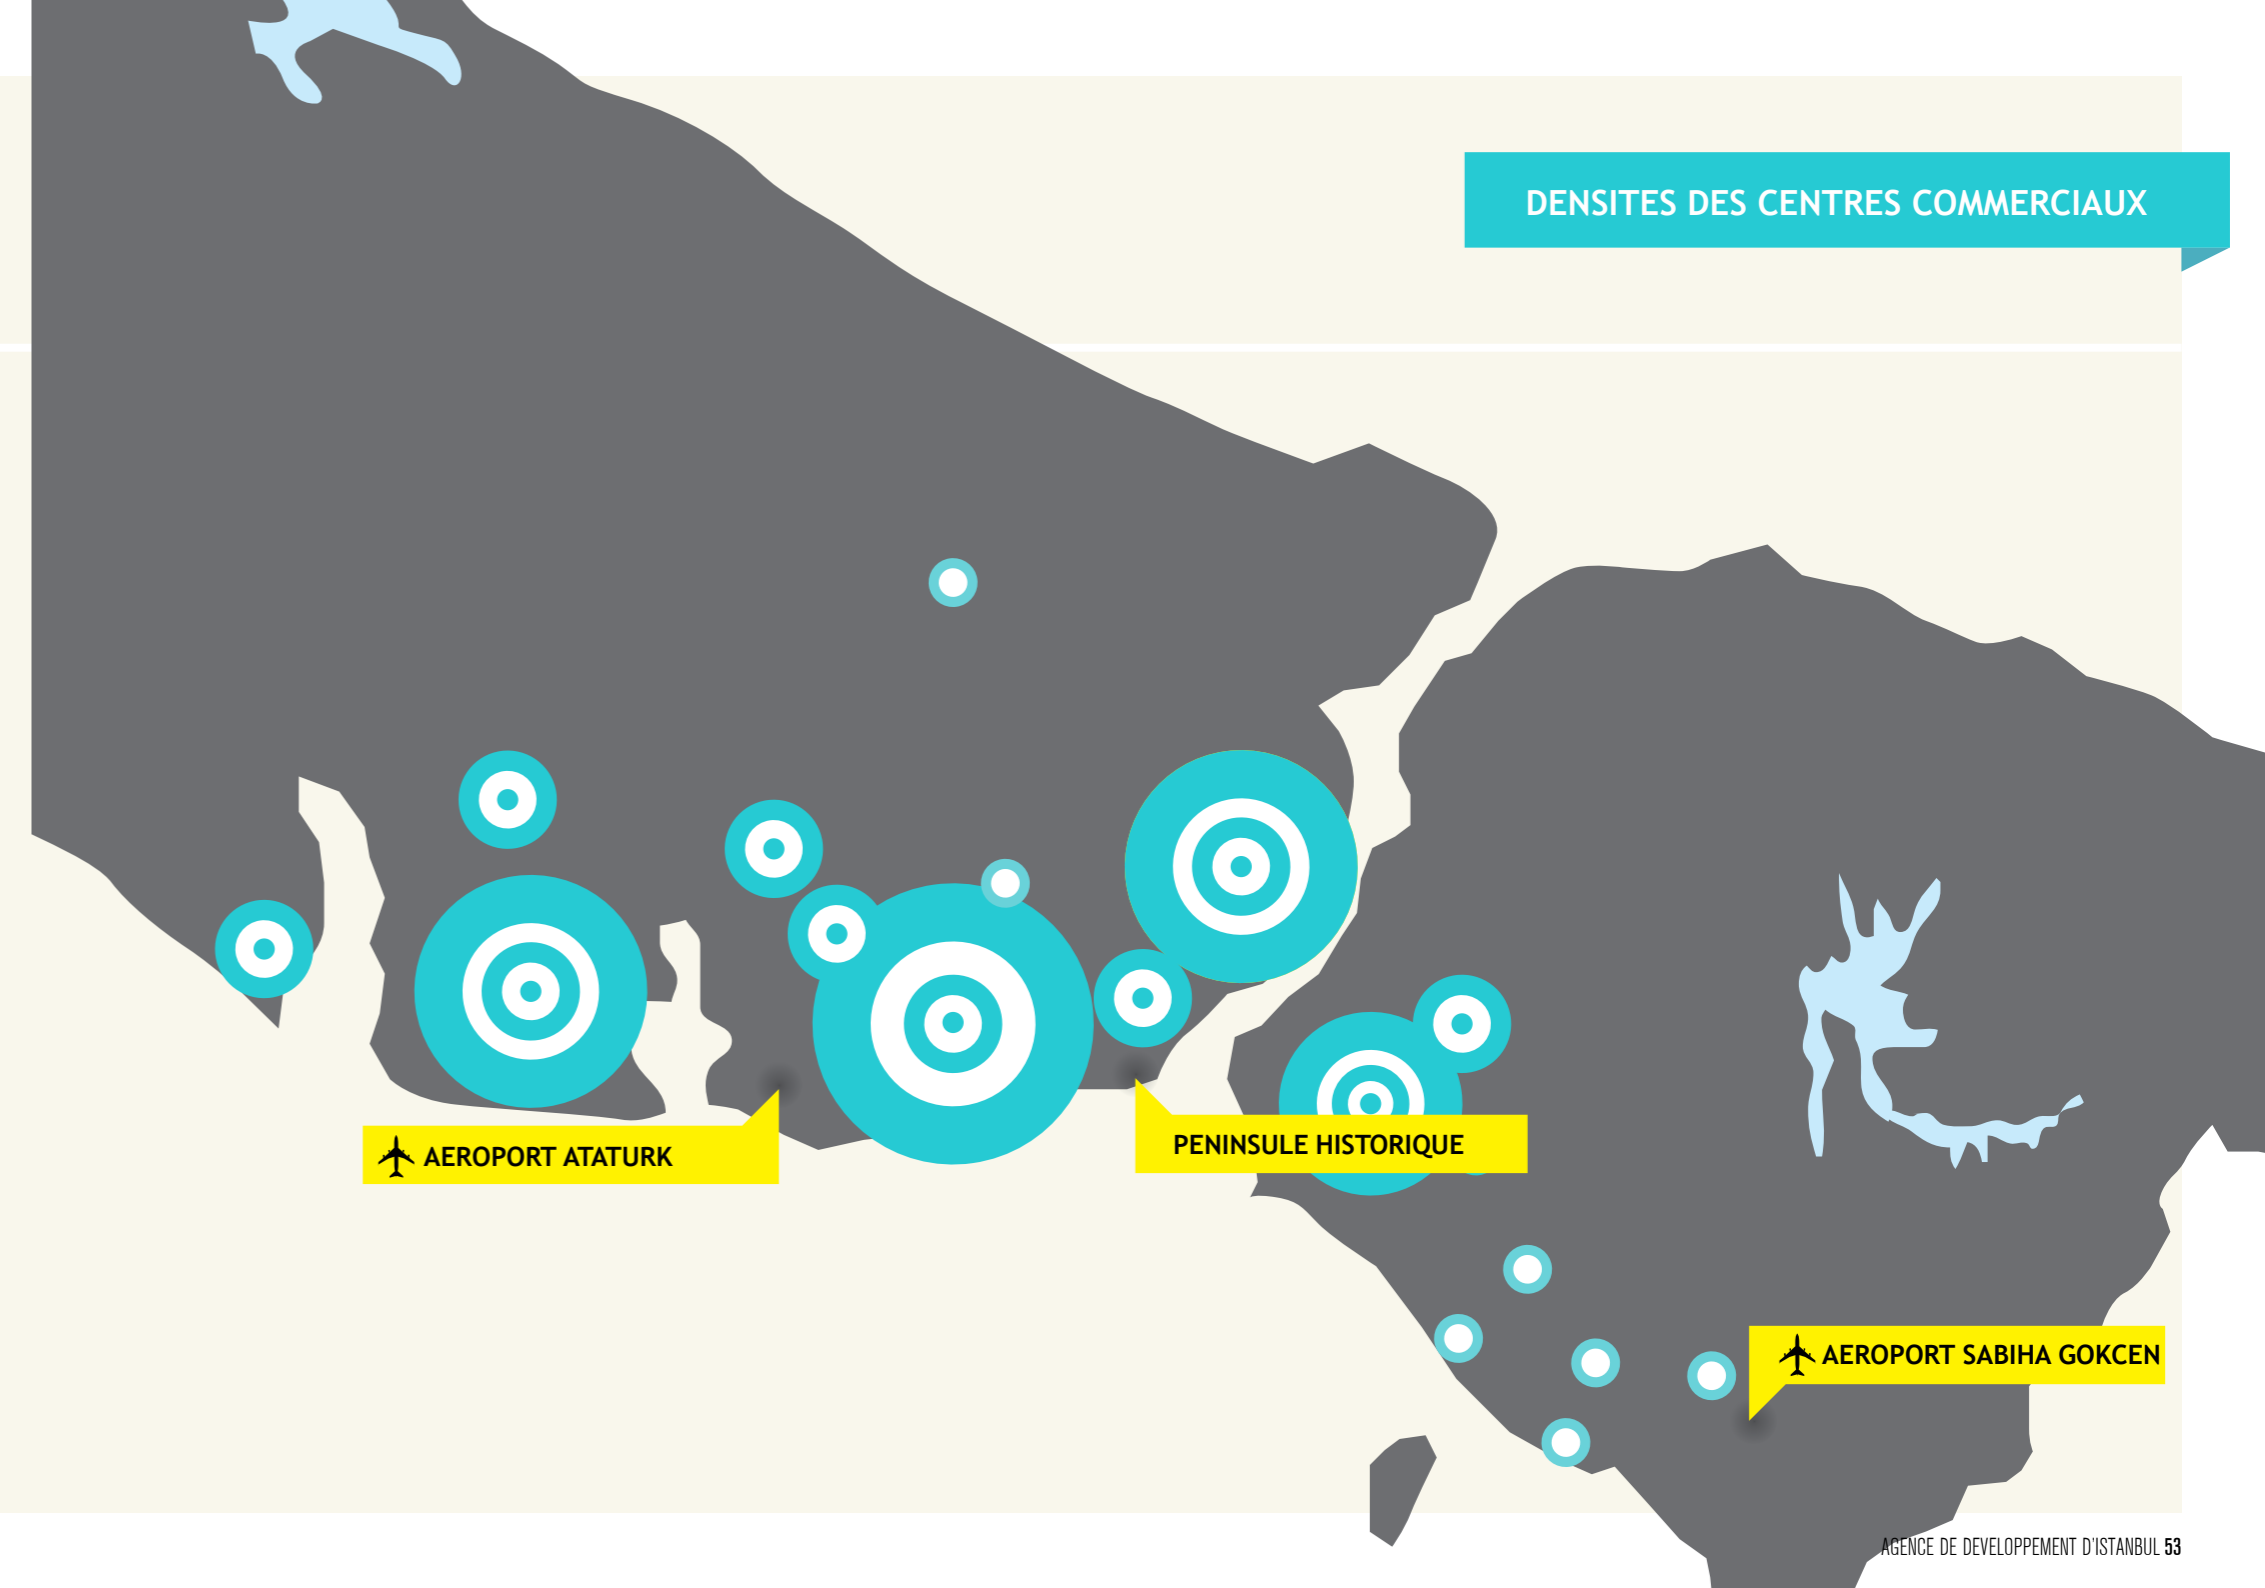 DENSITES DES CENTRES COMMERCIAUX
AEROPORT ATATURK
PENINSULE HISTORIQUE
AEROPORT SABIHA GOKCEN
AGENCE DE DEVELOPPEMENT D'ISTANBUL 53